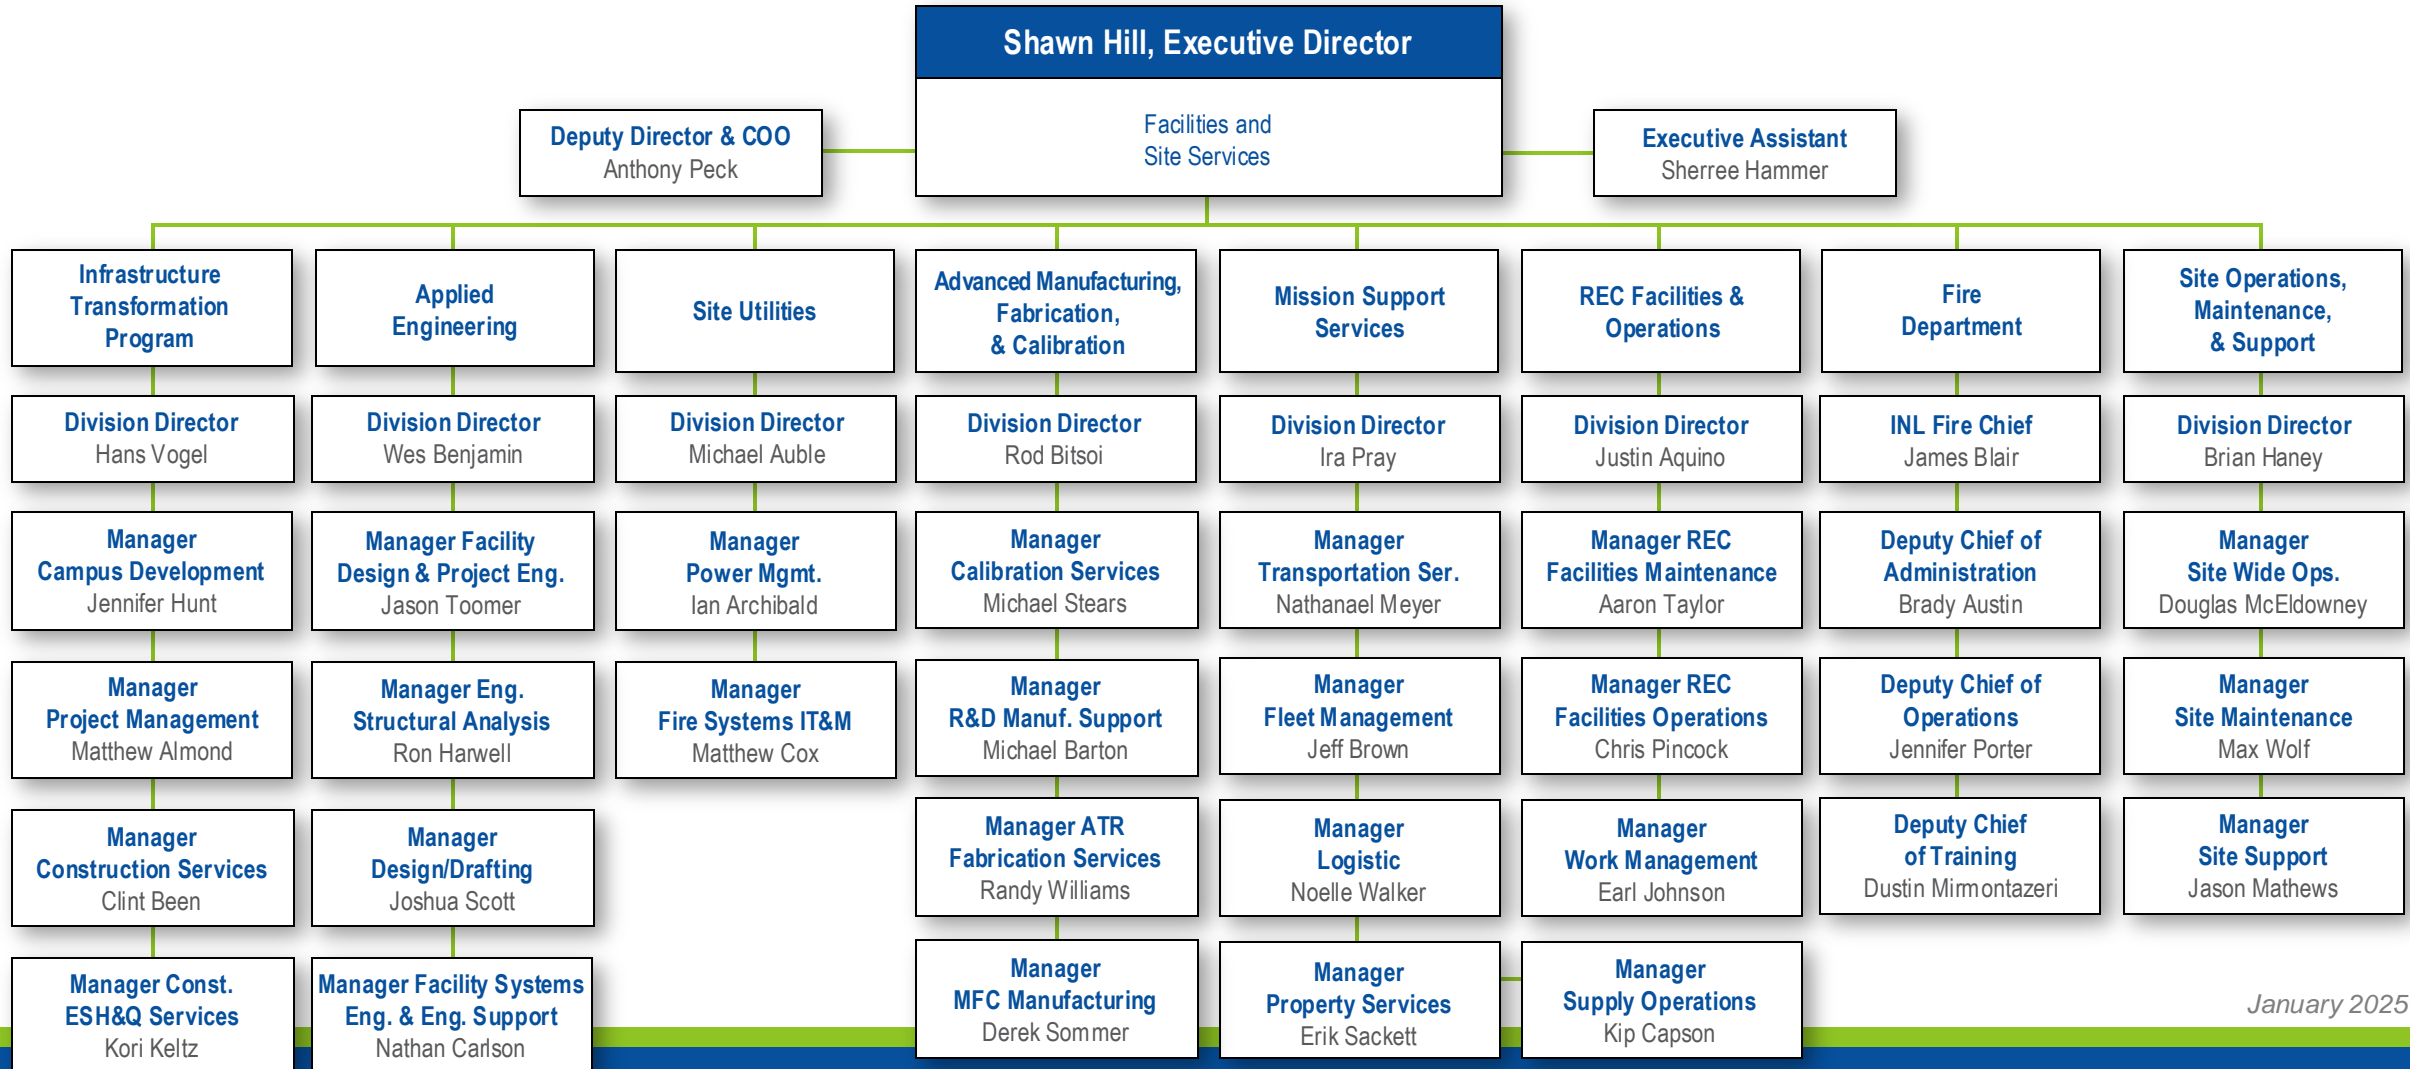 Shawn Hill, Executive Director
Facilities and
Site Services
Deputy Director & COO
Anthony Peck
Executive Assistant
Sherree Hammer
Infrastructure
Transformation
Program
Division Director
Hans Vogel
Manager
Campus Development
Jennifer Hunt
Manager
Project Management
Matthew Almond
Manager
Construction Services
Clint Been
Manager Const.
ESH&Q Services
Kori Keltz
Applied
Engineering
Division Director
Wes Benjamin
Manager Facility
Design & Project Eng.
Jason Toomer
Manager Eng.
Structural Analysis
Ron Harwell
Manager
Design/Drafting
Joshua Scott
Manager Facility Systems
Eng. & Eng. Support
Nathan Carlson
Site Utilities
Division Director
Michael Auble
Manager
Power Mgmt.
Ian Archibald
Manager
Fire Systems IT&M
Matthew Cox
Advanced Manufacturing,
Fabrication,
& Calibration
Division Director
Rod Bitsoi
Manager
Calibration Services
Michael Stears
Manager
R&D Manuf. Support
Michael Barton
Manager ATR
Fabrication Services
Randy Williams
Manager
MFC Manufacturing
Derek Sommer
Mission Support
Services
Division Director
Ira Pray
Manager
Transportation Ser.
Nathanael Meyer
Manager
Fleet Management
Jeff Brown
Manager
Logistic
Noelle Walker
Manager
Property Services
Erik Sackett
Manager
Supply Operations
Kip Capson
REC Facilities &
Operations
Division Director
Justin Aquino
Manager REC
Facilities Maintenance
Aaron Taylor
Manager REC
Facilities Operations
Chris Pincock
Manager
Work Management
Earl Johnson
Fire
Department
INL Fire Chief
James Blair
Deputy Chief of
Administration
Brady Austin
Deputy Chief of
Operations
Jennifer Porter
Deputy Chief
of Training
Dustin Mirmontazeri
Site Operations,
Maintenance,
& Support
Division Director
Brian Haney
Manager
Site Wide Ops.
Douglas McEldowney
Manager
Site Maintenance
Max Wolf
Manager
Site Support
Jason Mathews
January 2025